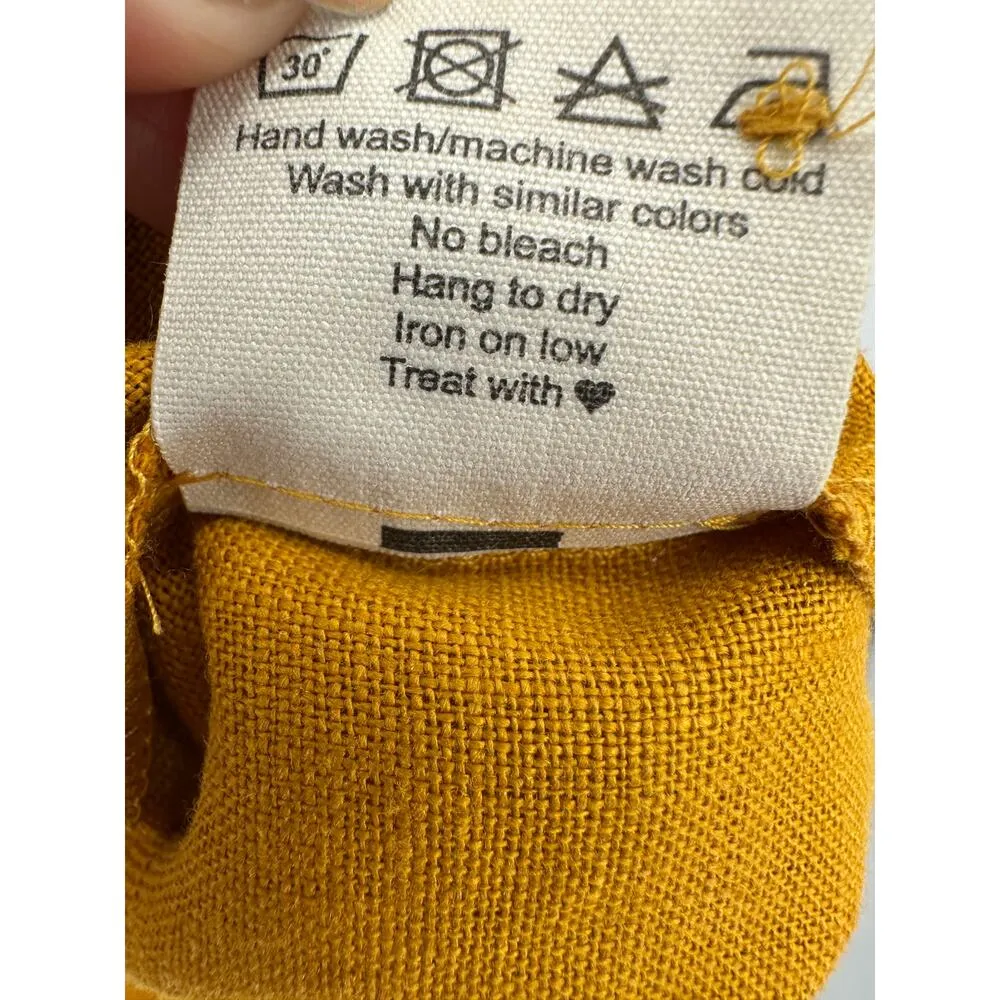 30°
Hand wash/machine wash cold
Wash with similar colors
No bleach
Hang to dry
Iron on low
Treat with